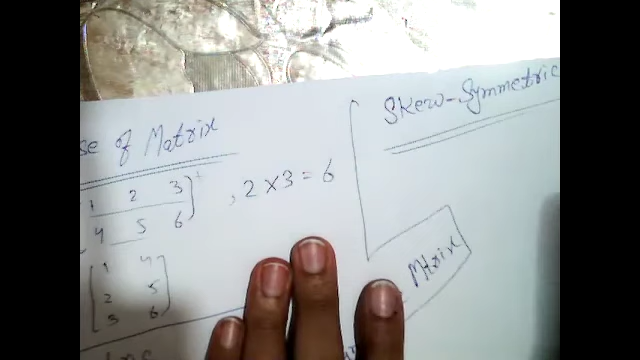 se of Matrix
1 2 3
4 5 6
, 2×3=6
1 4
2 5
3 6
Skew-Symmetric
Mtrix